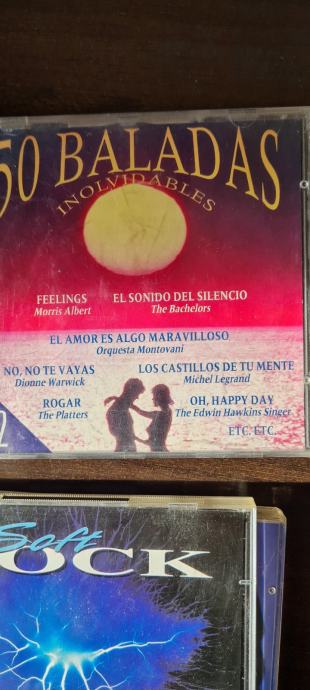 50 BALADAS
INOLVIDABLES
FEELINGS
Morris Albert
EL SONIDO DEL SILENCIO
The Bachelors
EL AMOR ES ALGO MARAVILLOSO
Orquesta Montovani
NO, NO TE VAYAS
Dionne Warwick
LOS CASTILLOS DE TU MENTE
Michel Legrand
ROGAR
The Platters
OH, HAPPY DAY
The Edwin Hawkins Singer
ETC. ETC.
2
Soft
OCK